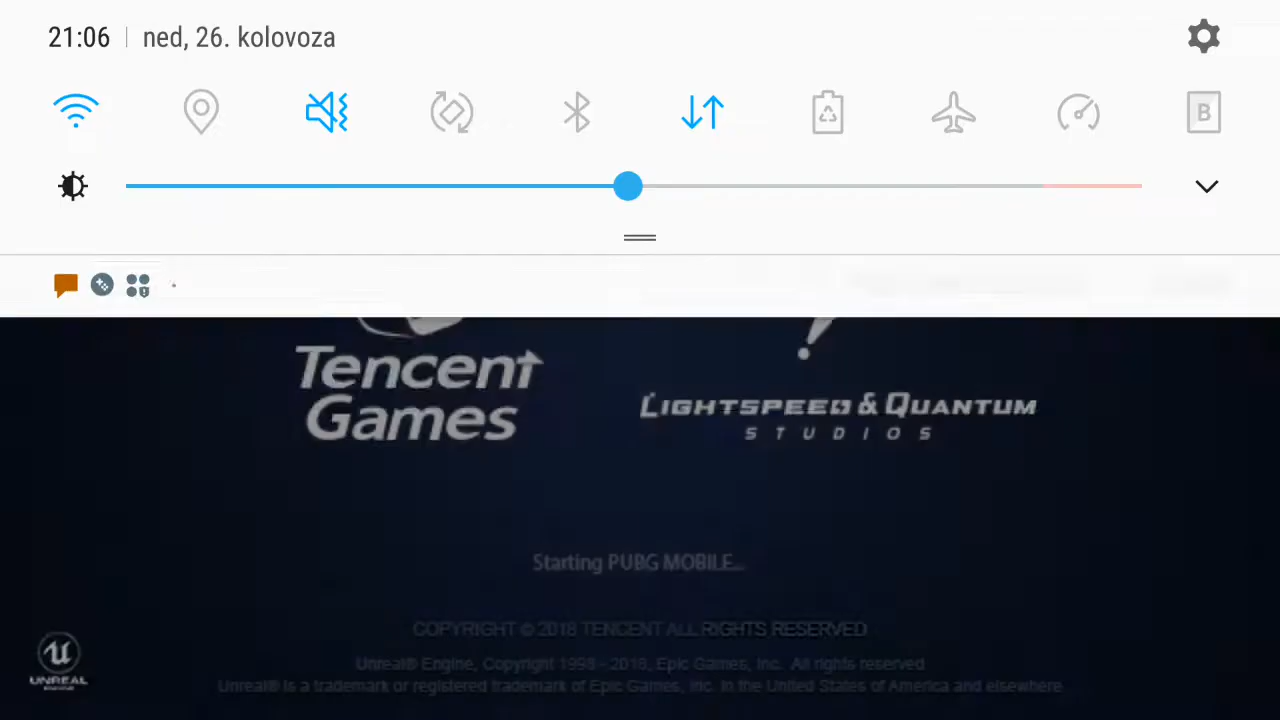 21:06 ned, 26. kolovoza
B
Tencent
Games
LIGHTSPEED & QUANTUM
STUDIOS
Starting PUBG MOBILE...
COPYRIGHT © 2018 TENCENT ALL RIGHTS RESERVED
Unreal® Engine, Copyright 1998 - 2018, Epic Games, Inc. All rights reserved
Unreal® is a trademark or registered trademark of Epic Games, Inc. in the United States of America and elsewhere
UNREAL